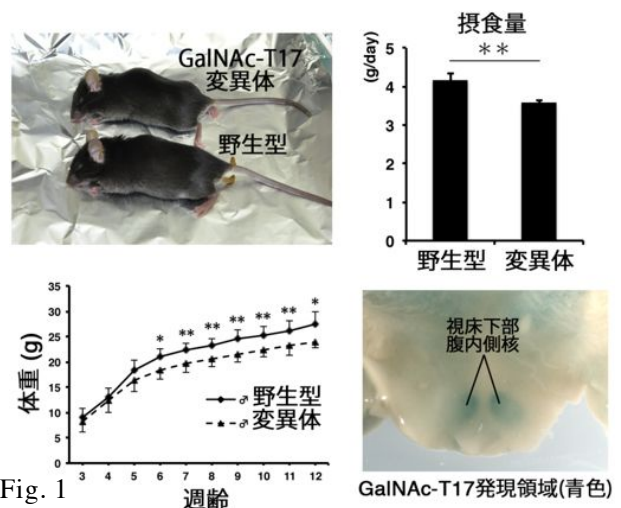 GalNAc-T17
変異体
野生型
摂食量
(g/day)
**
5
4
3
2
1
0
野生型 変異体
体重 (g)
35
30
25
20
15
10
5
0
* ** ** ** ** ** *
♂野生型
♂変異体
3 4 5 6 7 8 9 10 11 12
週齢
視床下部
腹内側核
GalNAc-T17発現領域(青色)
Fig. 1